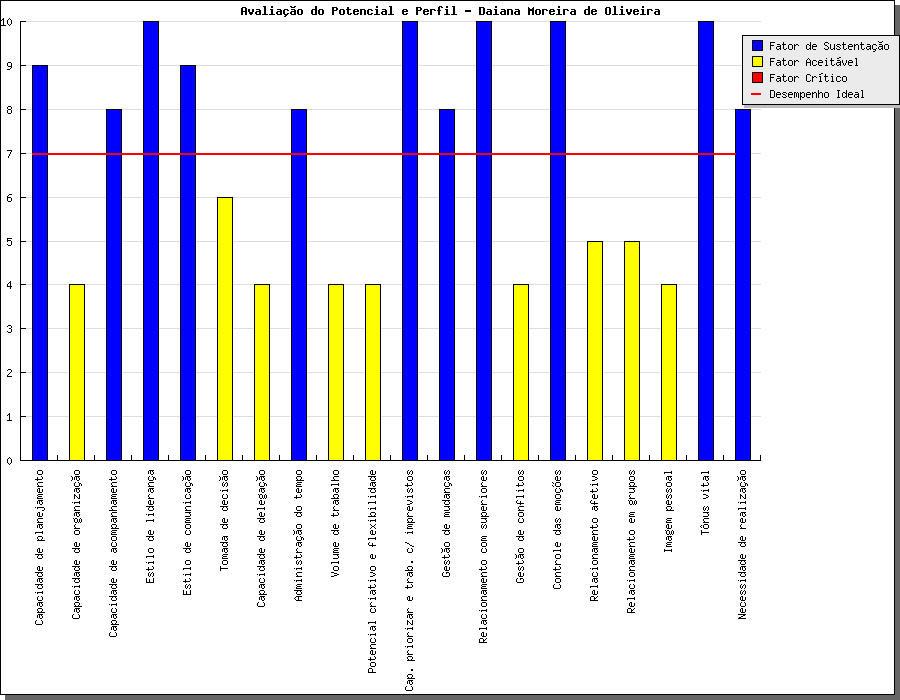 Avaliação do Potencial e Perfil - Daiana Moreira de Oliveira
Fator de Sustentação
Fator Aceitável
Fator Crítico
Desempenho Ideal
10
9
8
7
6
5
4
3
2
1
0
Capacidade de planejamento
Capacidade de organização
Capacidade de acompanhamento
Estilo de liderança
Estilo de comunicação
Tomada de decisão
Capacidade de delegação
Administração do tempo
Volume de trabalho
Potencial criativo e flexibilidade
Cap. priorizar e trab. c/ imprevistos
Gestão de mudanças
Relacionamento com superiores
Gestão de conflitos
Controle das emoções
Relacionamento afetivo
Relacionamento em grupos
Imagem pessoal
Tônus vital
Necessidade de realização